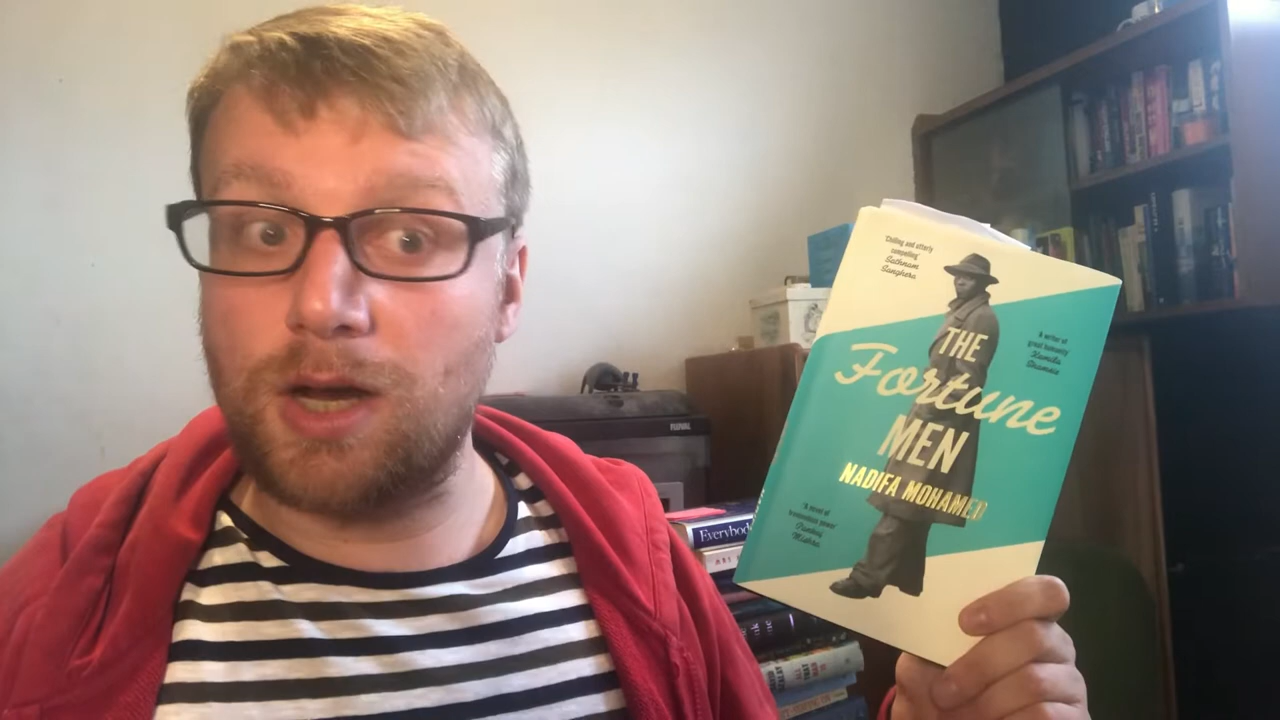 'Chilling and utterly
compelling'
Sathnam
Sanghera
A writer of
great humanity'
Kamila
Shamsie
THE
Fortune
MEN
NADIFA MOHAMED
'A novel of
tremendous power'
Pankaj
Mishra
FLUVAL
Everybod